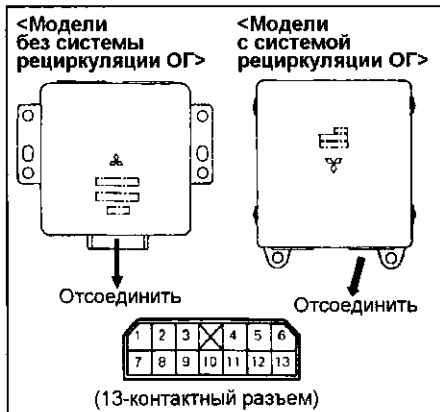 <Модели
без системы
рециркуляции ОГ>
<Модели
с системой
рециркуляции ОГ>
Отсоединить
Отсоединить
1 2 3 4 5 6
7 8 9 10 11 12 13
(13-контактный разъем)